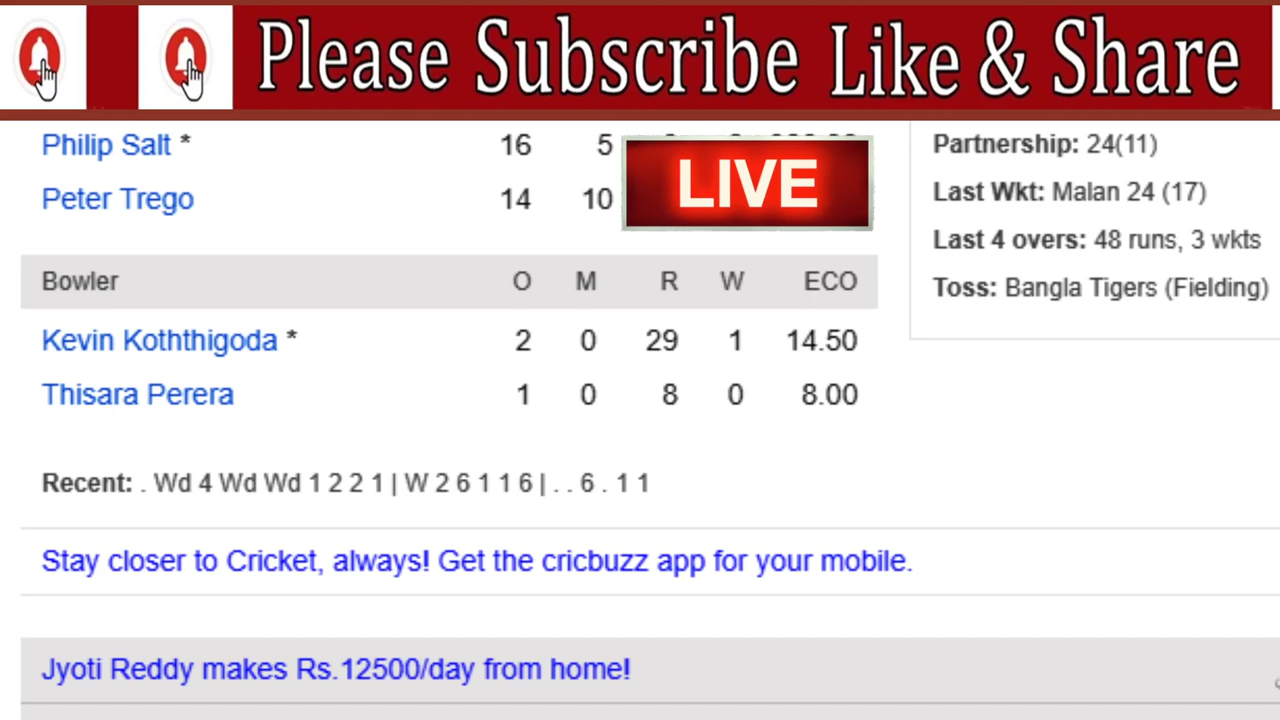 Please Subscribe Like & Share
Philip Salt * 16 5
LIVE
Peter Trego 14 10
Partnership: 24(11)
Last Wkt: Malan 24 (17)
Last 4 overs: 48 runs, 3 wkts
Toss: Bangla Tigers (Fielding)
Bowler O M R W ECO
Kevin Koththigoda * 2 0 29 1 14.50
Thisara Perera 1 0 8 0 8.00
Recent: . Wd 4 Wd Wd 1 2 2 1 | W 2 6 1 1 6 | . . 6 . 1 1
Stay closer to Cricket, always! Get the cricbuzz app for your mobile.
Jyoti Reddy makes Rs.12500/day from home!